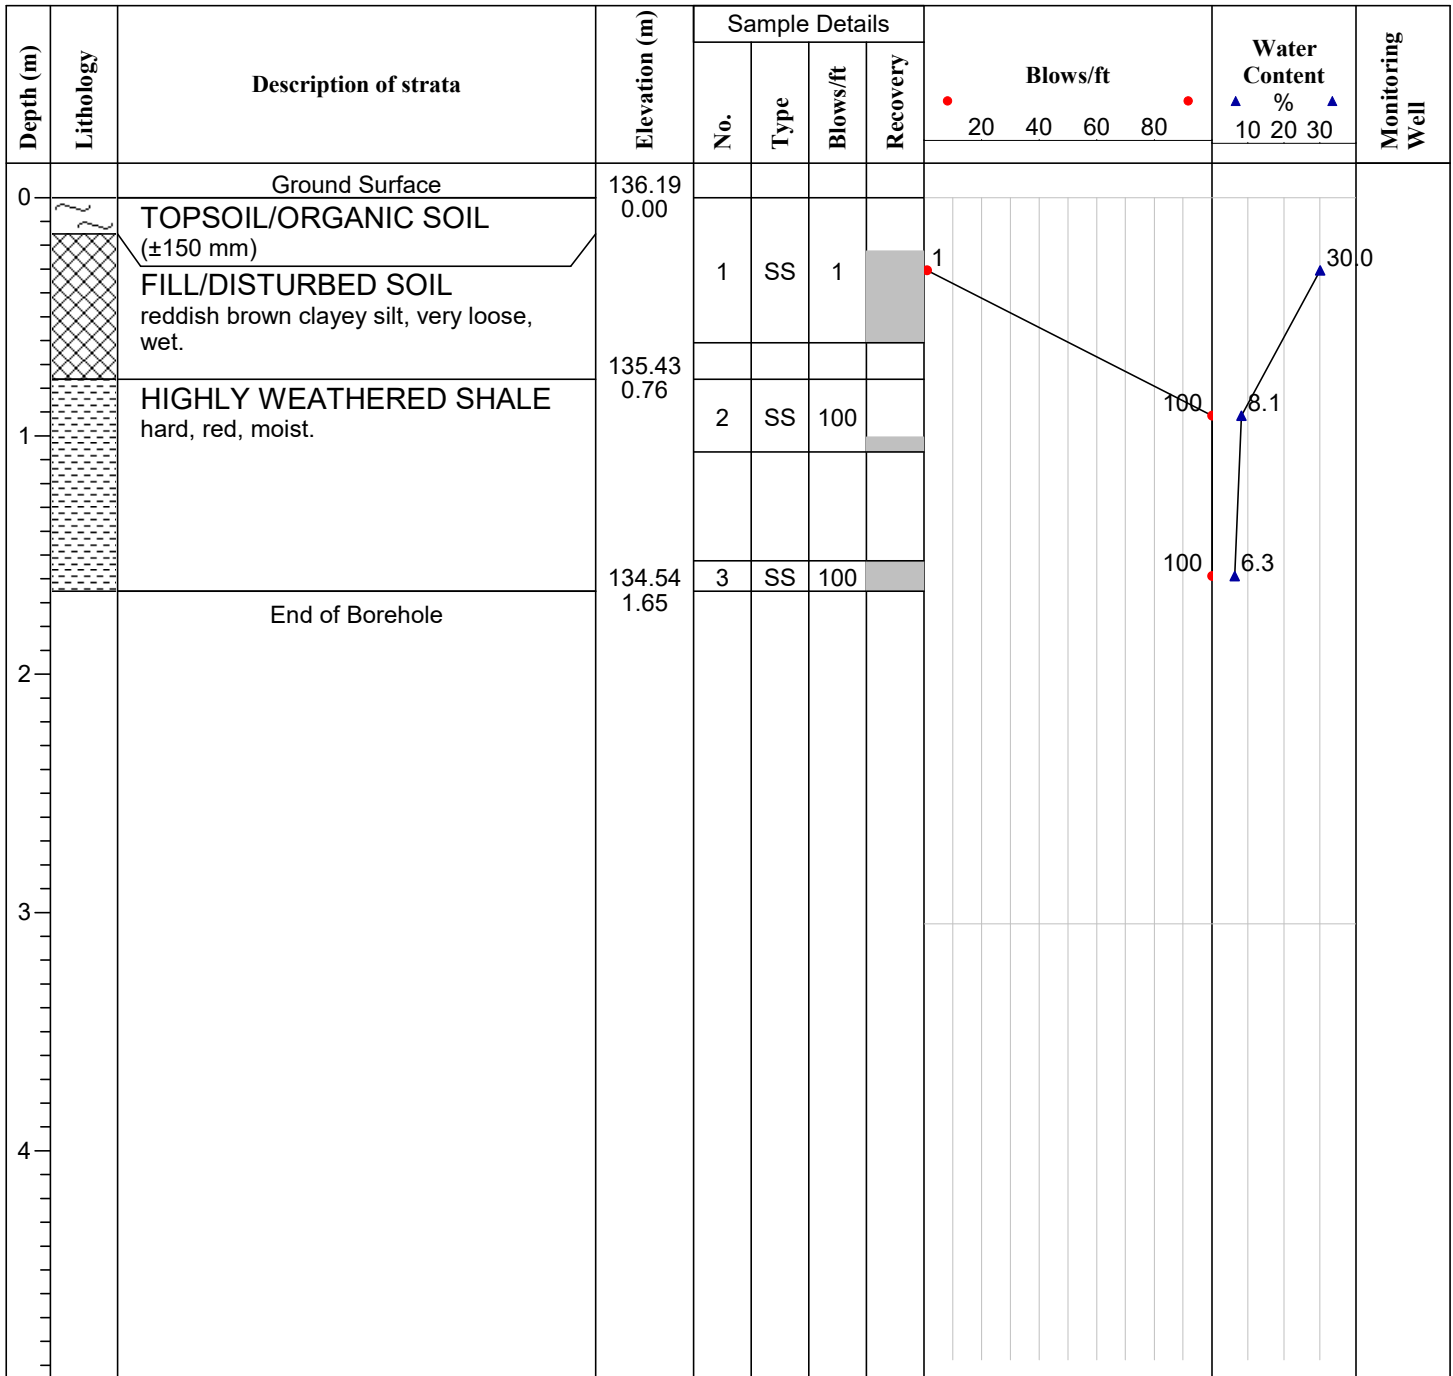 Depth (m)
Lithology
Description of strata
Elevation (m)
Sample Details
No.
Type
Blows/ft
Recovery
Blows/ft
20 40 60 80
Water
Content
%
10 20 30
Monitoring
Well
Ground Surface
136.19
0
0.00
TOPSOIL/ORGANIC SOIL
(±150 mm)
1 SS 1
1
30.0
FILL/DISTURBED SOIL
reddish brown clayey silt, very loose,
wet.
135.43
0.76
HIGHLY WEATHERED SHALE
hard, red, moist.
2 SS 100
100
8.1
1
134.54
1.65
3 SS 100
100
6.3
End of Borehole
2
3
4